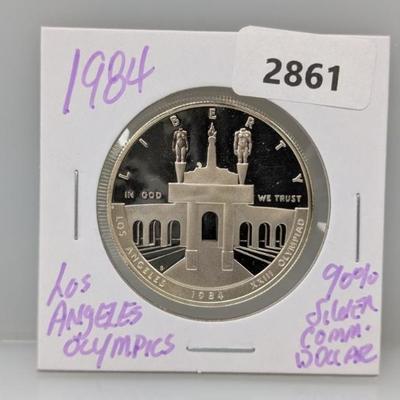 1984
2861
LIBERTY
IN GOD WE TRUST
LOS ANGELES XXIII OLYMPIAD
S
1984
Los
ANGELES
OLYMPICS
90%
SILVER
COMM.
DOLLAR